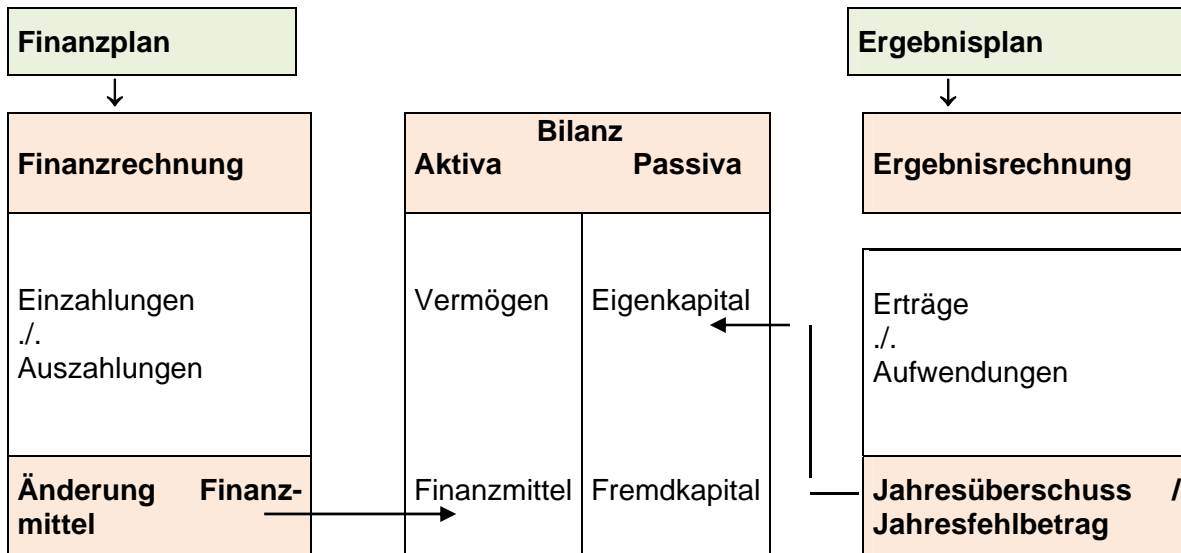 Finanzplan
Ergebnisplan
Finanzrechnung
Bilanz
Aktiva Passiva
Ergebnisrechnung
Einzahlungen
./.
Auszahlungen
Vermögen
Eigenkapital
Erträge
./.
Aufwendungen
Änderung Finanz-
mittel
Finanzmittel
Fremdkapital
Jahresüberschuss /
Jahresfehlbetrag